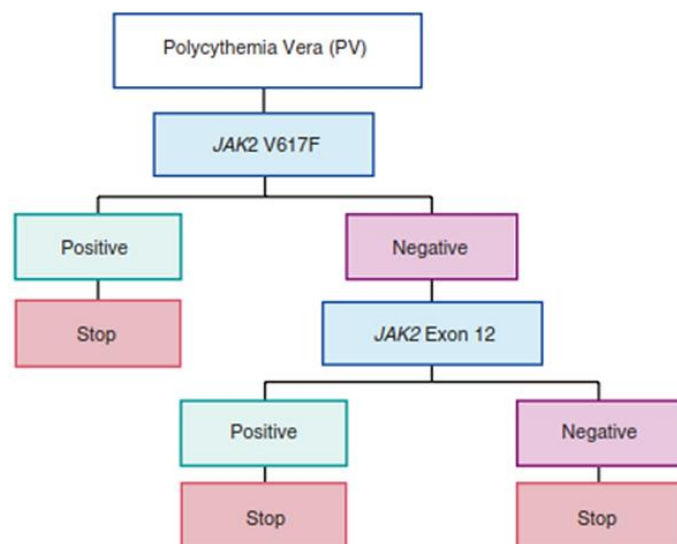 Polycythemia Vera (PV)
JAK2 V617F
Positive
Negative
Stop
JAK2 Exon 12
Positive
Negative
Stop
Stop